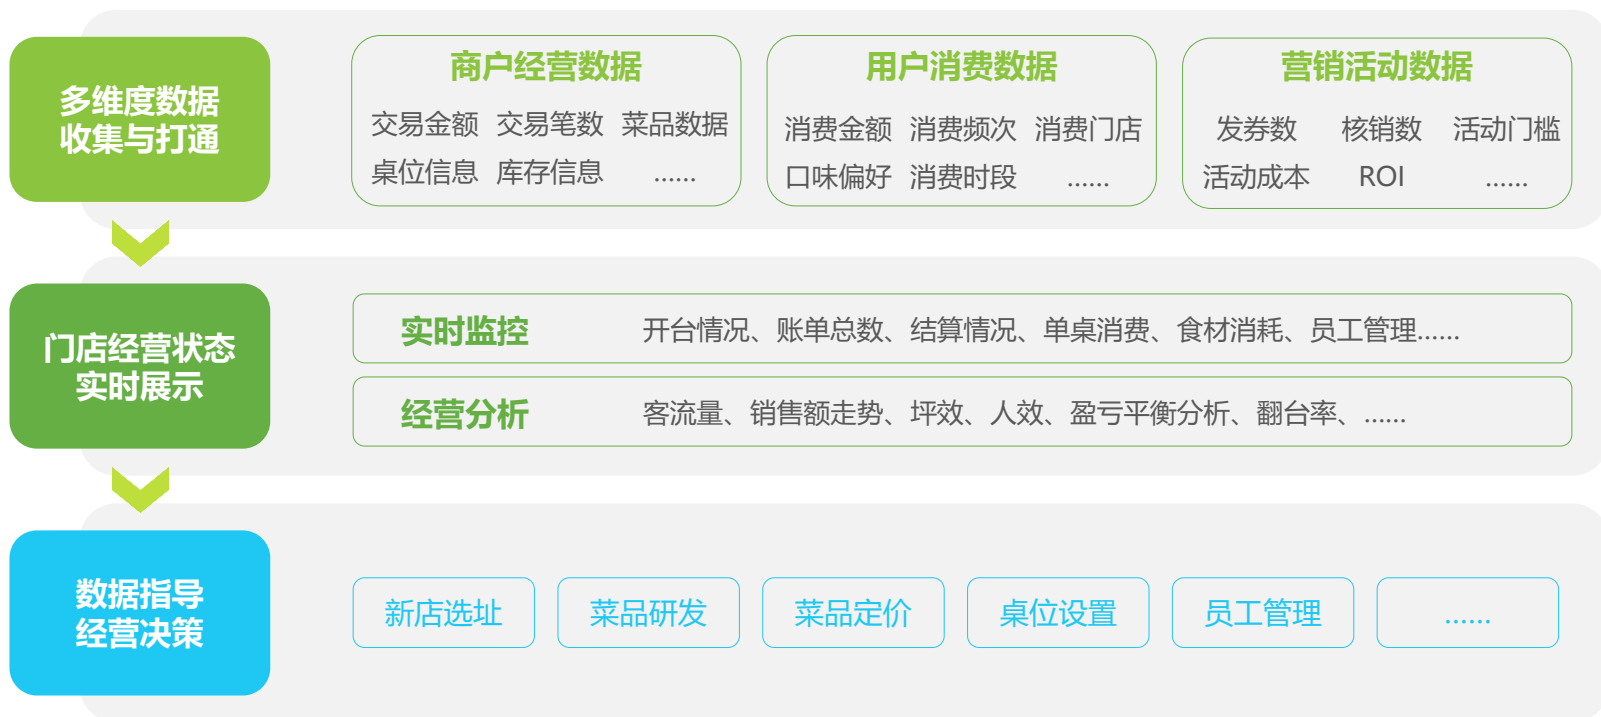 多维度数据
收集与打通
商户经营数据
交易金额 交易笔数 菜品数据
桌位信息 库存信息 ......
用户消费数据
消费金额 消费频次 消费门店
口味偏好 消费时段 ......
营销活动数据
发券数 核销数 活动门槛
活动成本 ROI ......
门店经营状态
实时展示
实时监控 开台情况、账单总数、结算情况、单桌消费、食材消耗、员工管理......
经营分析 客流量、销售额走势、坪效、人效、盈亏平衡分析、翻台率、......
数据指导
经营决策
新店选址 菜品研发 菜品定价 桌位设置 员工管理 ......